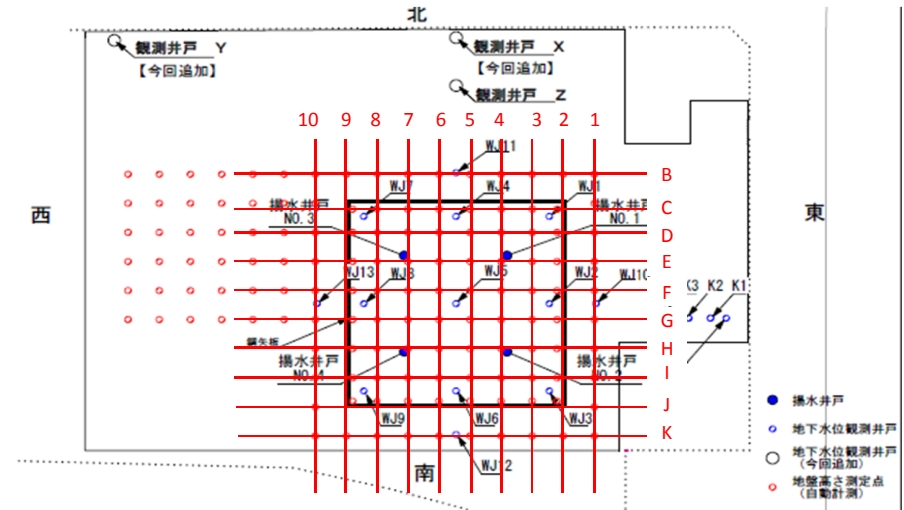 北
観測井戸 Y
【今回追加】
観測井戸 X
【今回追加】
観測井戸 Z
10 9 8 7 6 5 4 3 2 1
WJ11
B
WJ7 WJ4 WJ1
C
揚水井戸
NO.3
揚水井戸
NO.1
西
東
D
E
WJ13 WJ8 WJ5 WJ2 WJ10
F
K3 K2 K1
G
鋼矢板
H
揚水井戸
NO.4
揚水井戸
NO.2
I
J
WJ9 WJ6 WJ3
K
WJ12
南
揚水井戸
地下水位観測井戸
地下水位観測井戸
(今回追加)
地盤高さ測定点
(自動計測)